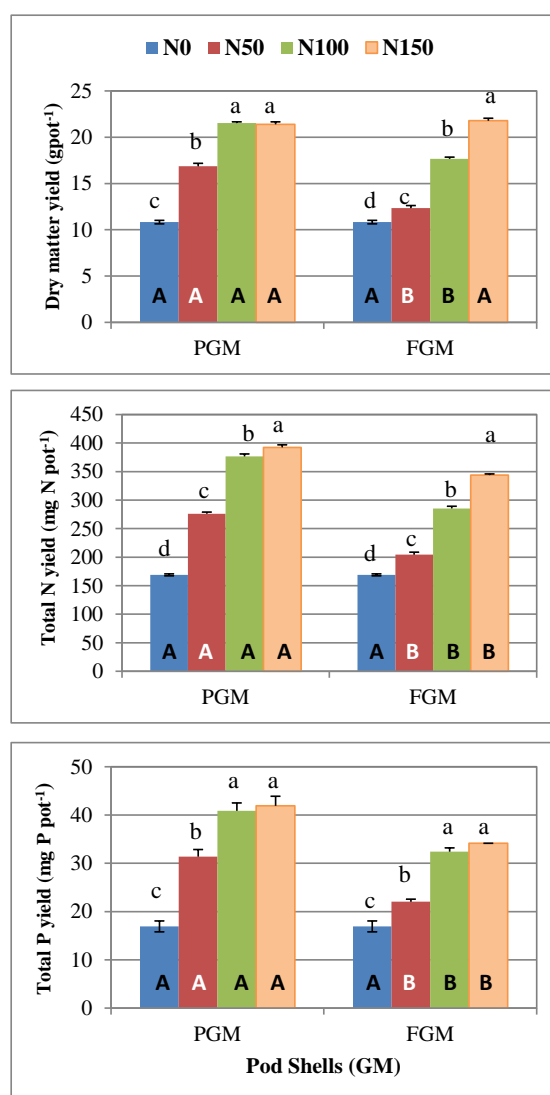 N0 N50 N100 N150
Dry matter yield (gpot-1)
25
20
15
10
5
0
c b a a d c b a
A A A A A B B A
PGM FGM
Total N yield (mg N pot-1)
450
400
350
300
250
200
150
100
50
0
d c b a d c b a
A A A A A B B B
PGM FGM
Total P yield (mg P pot-1)
50
40
30
20
10
0
c b a a c b a a
A A A A A B B B
PGM FGM
Pod Shells (GM)